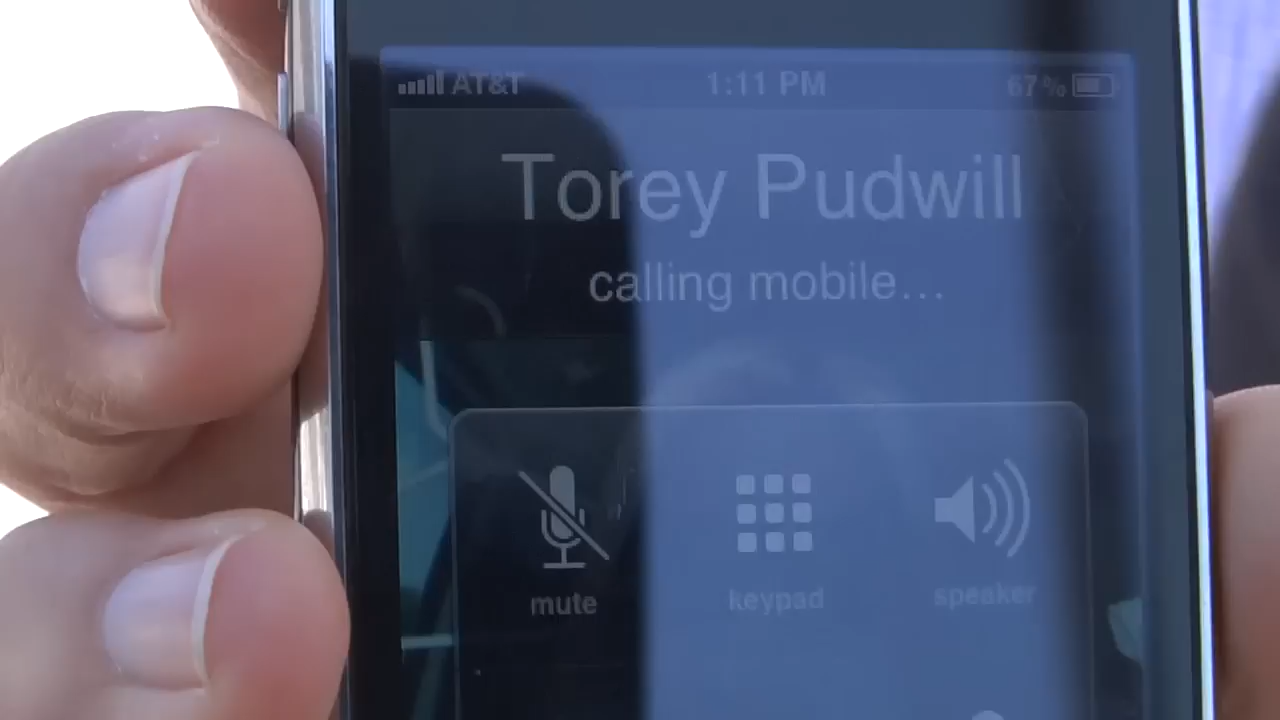 AT&T 1:11 PM 67%
Torey Pudwill
calling mobile...
mute keypad speaker